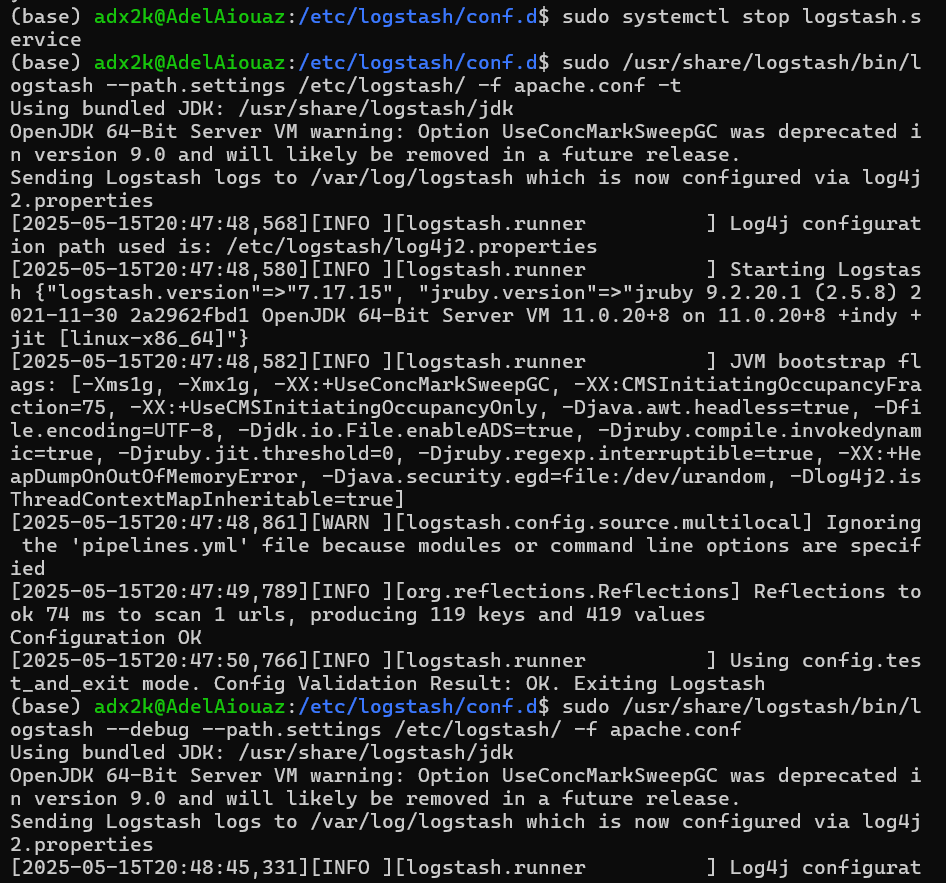 (base) adx2k@AdelAiouaz:/etc/logstash/conf.d$ sudo systemctl stop logstash.s
ervice
(base) adx2k@AdelAiouaz:/etc/logstash/conf.d$ sudo /usr/share/logstash/bin/l
ogstash --path.settings /etc/logstash/ -f apache.conf -t
Using bundled JDK: /usr/share/logstash/jdk
OpenJDK 64-Bit Server VM warning: Option UseConcMarkSweepGC was deprecated i
n version 9.0 and will likely be removed in a future release.
Sending Logstash logs to /var/log/logstash which is now configured via log4j
2.properties
[2025-05-15T20:47:48,568][INFO ][logstash.runner          ] Log4j configurat
ion path used is: /etc/logstash/log4j2.properties
[2025-05-15T20:47:48,580][INFO ][logstash.runner          ] Starting Logstas
h {"logstash.version"=>"7.17.15", "jruby.version"=>"jruby 9.2.20.1 (2.5.8) 2
021-11-30 2a2962fbd1 OpenJDK 64-Bit Server VM 11.0.20+8 on 11.0.20+8 +indy +
jit [linux-x86_64]"}
[2025-05-15T20:47:48,582][INFO ][logstash.runner          ] JVM bootstrap fl
ags: [-Xms1g, -Xmx1g, -XX:+UseConcMarkSweepGC, -XX:CMSInitiatingOccupancyFra
ction=75, -XX:+UseCMSInitiatingOccupancyOnly, -Djava.awt.headless=true, -Dfi
le.encoding=UTF-8, -Djdk.io.File.enableADS=true, -Djruby.compile.invokedynam
ic=true, -Djruby.jit.threshold=0, -Djruby.regexp.interruptible=true, -XX:+He
apDumpOnOutOfMemoryError, -Djava.security.egd=file:/dev/urandom, -Dlog4j2.is
ThreadContextMapInheritable=true]
[2025-05-15T20:47:48,861][WARN ][logstash.config.source.multilocal] Ignoring
 the 'pipelines.yml' file because modules or command line options are specif
ied
[2025-05-15T20:47:49,789][INFO ][org.reflections.Reflections] Reflections to
ok 74 ms to scan 1 urls, producing 119 keys and 419 values
Configuration OK
[2025-05-15T20:47:50,766][INFO ][logstash.runner          ] Using config.tes
t_and_exit mode. Config Validation Result: OK. Exiting Logstash
(base) adx2k@AdelAiouaz:/etc/logstash/conf.d$ sudo /usr/share/logstash/bin/l
ogstash --debug --path.settings /etc/logstash/ -f apache.conf
Using bundled JDK: /usr/share/logstash/jdk
OpenJDK 64-Bit Server VM warning: Option UseConcMarkSweepGC was deprecated i
n version 9.0 and will likely be removed in a future release.
Sending Logstash logs to /var/log/logstash which is now configured via log4j
2.properties
[2025-05-15T20:48:45,331][INFO ][logstash.runner          ] Log4j configurat